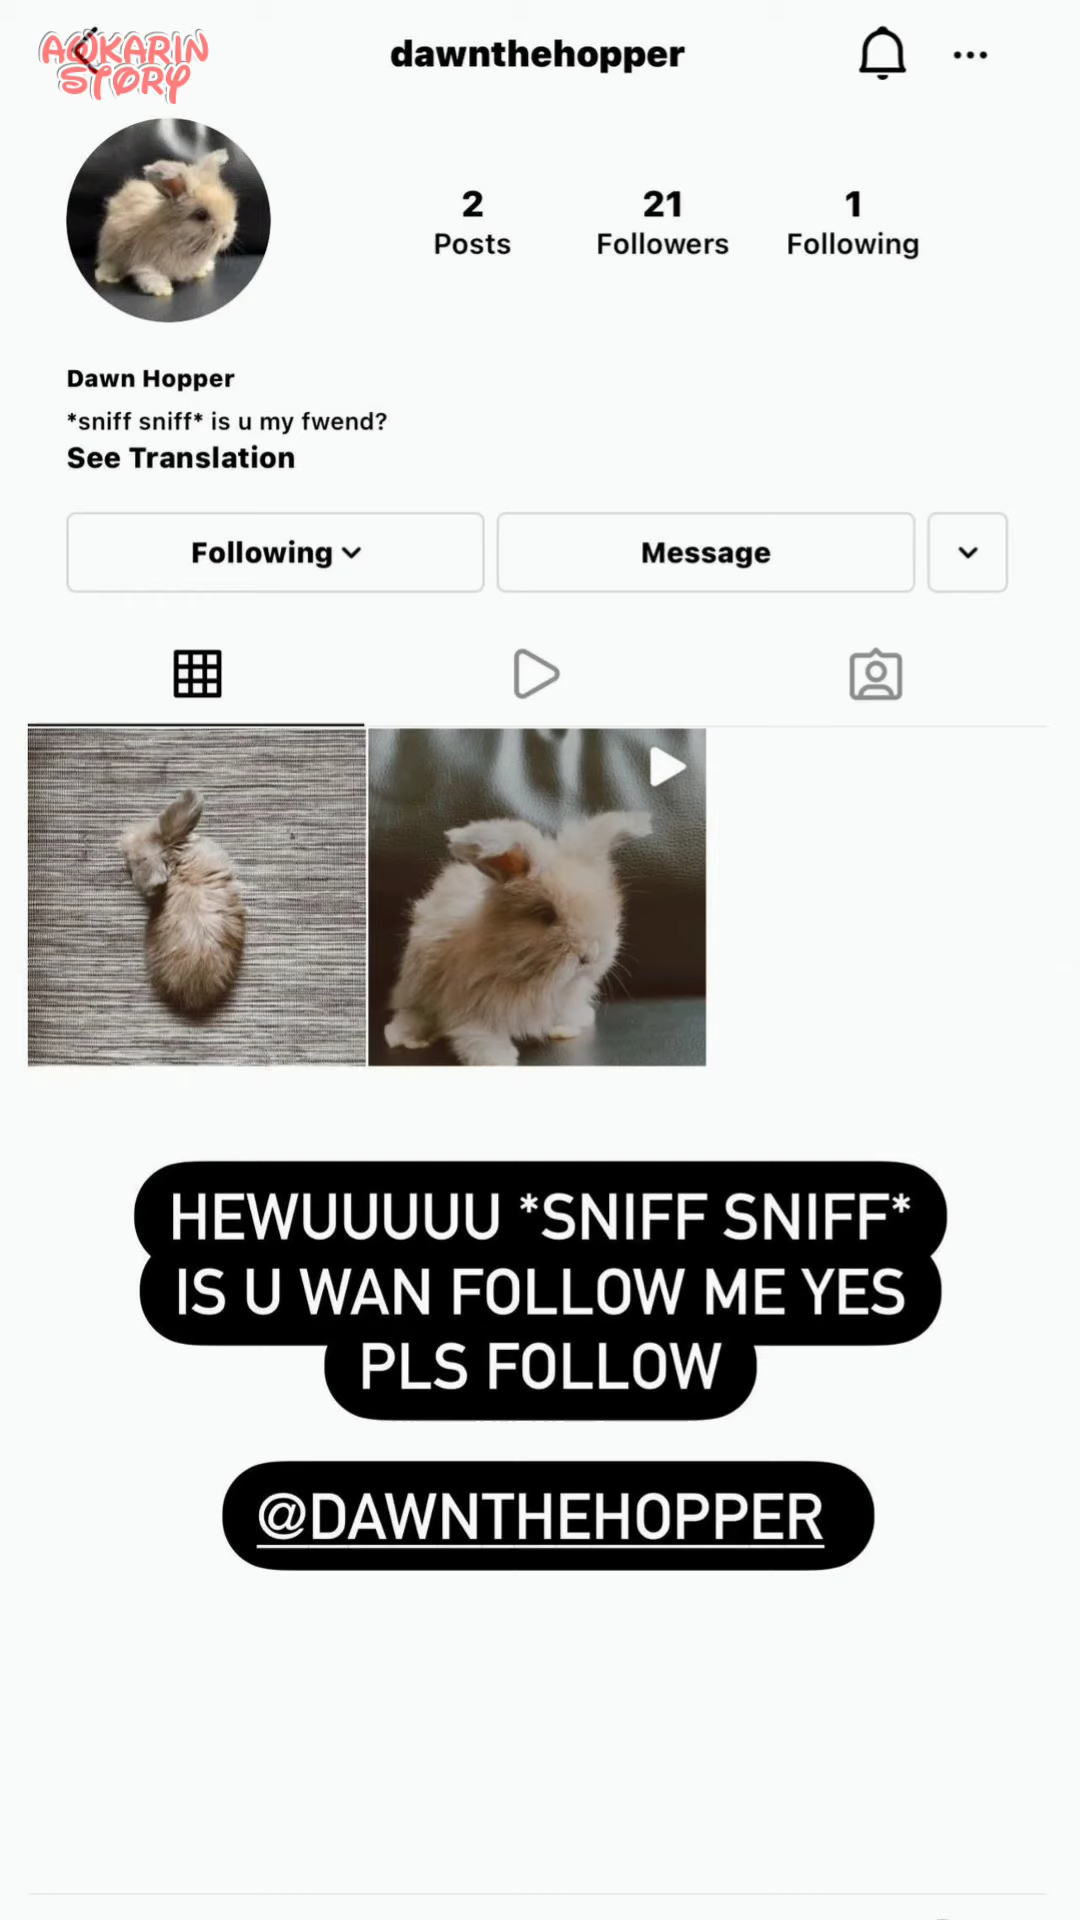 AQKARIN
STORY
dawnthehopper
2 21 1
Posts Followers Following
Dawn Hopper
*sniff sniff* is u my fwend?
See Translation
Following Message
HEWUUUUU *SNIFF SNIFF*
IS U WAN FOLLOW ME YES
PLS FOLLOW
@DAWNTHEHOPPER